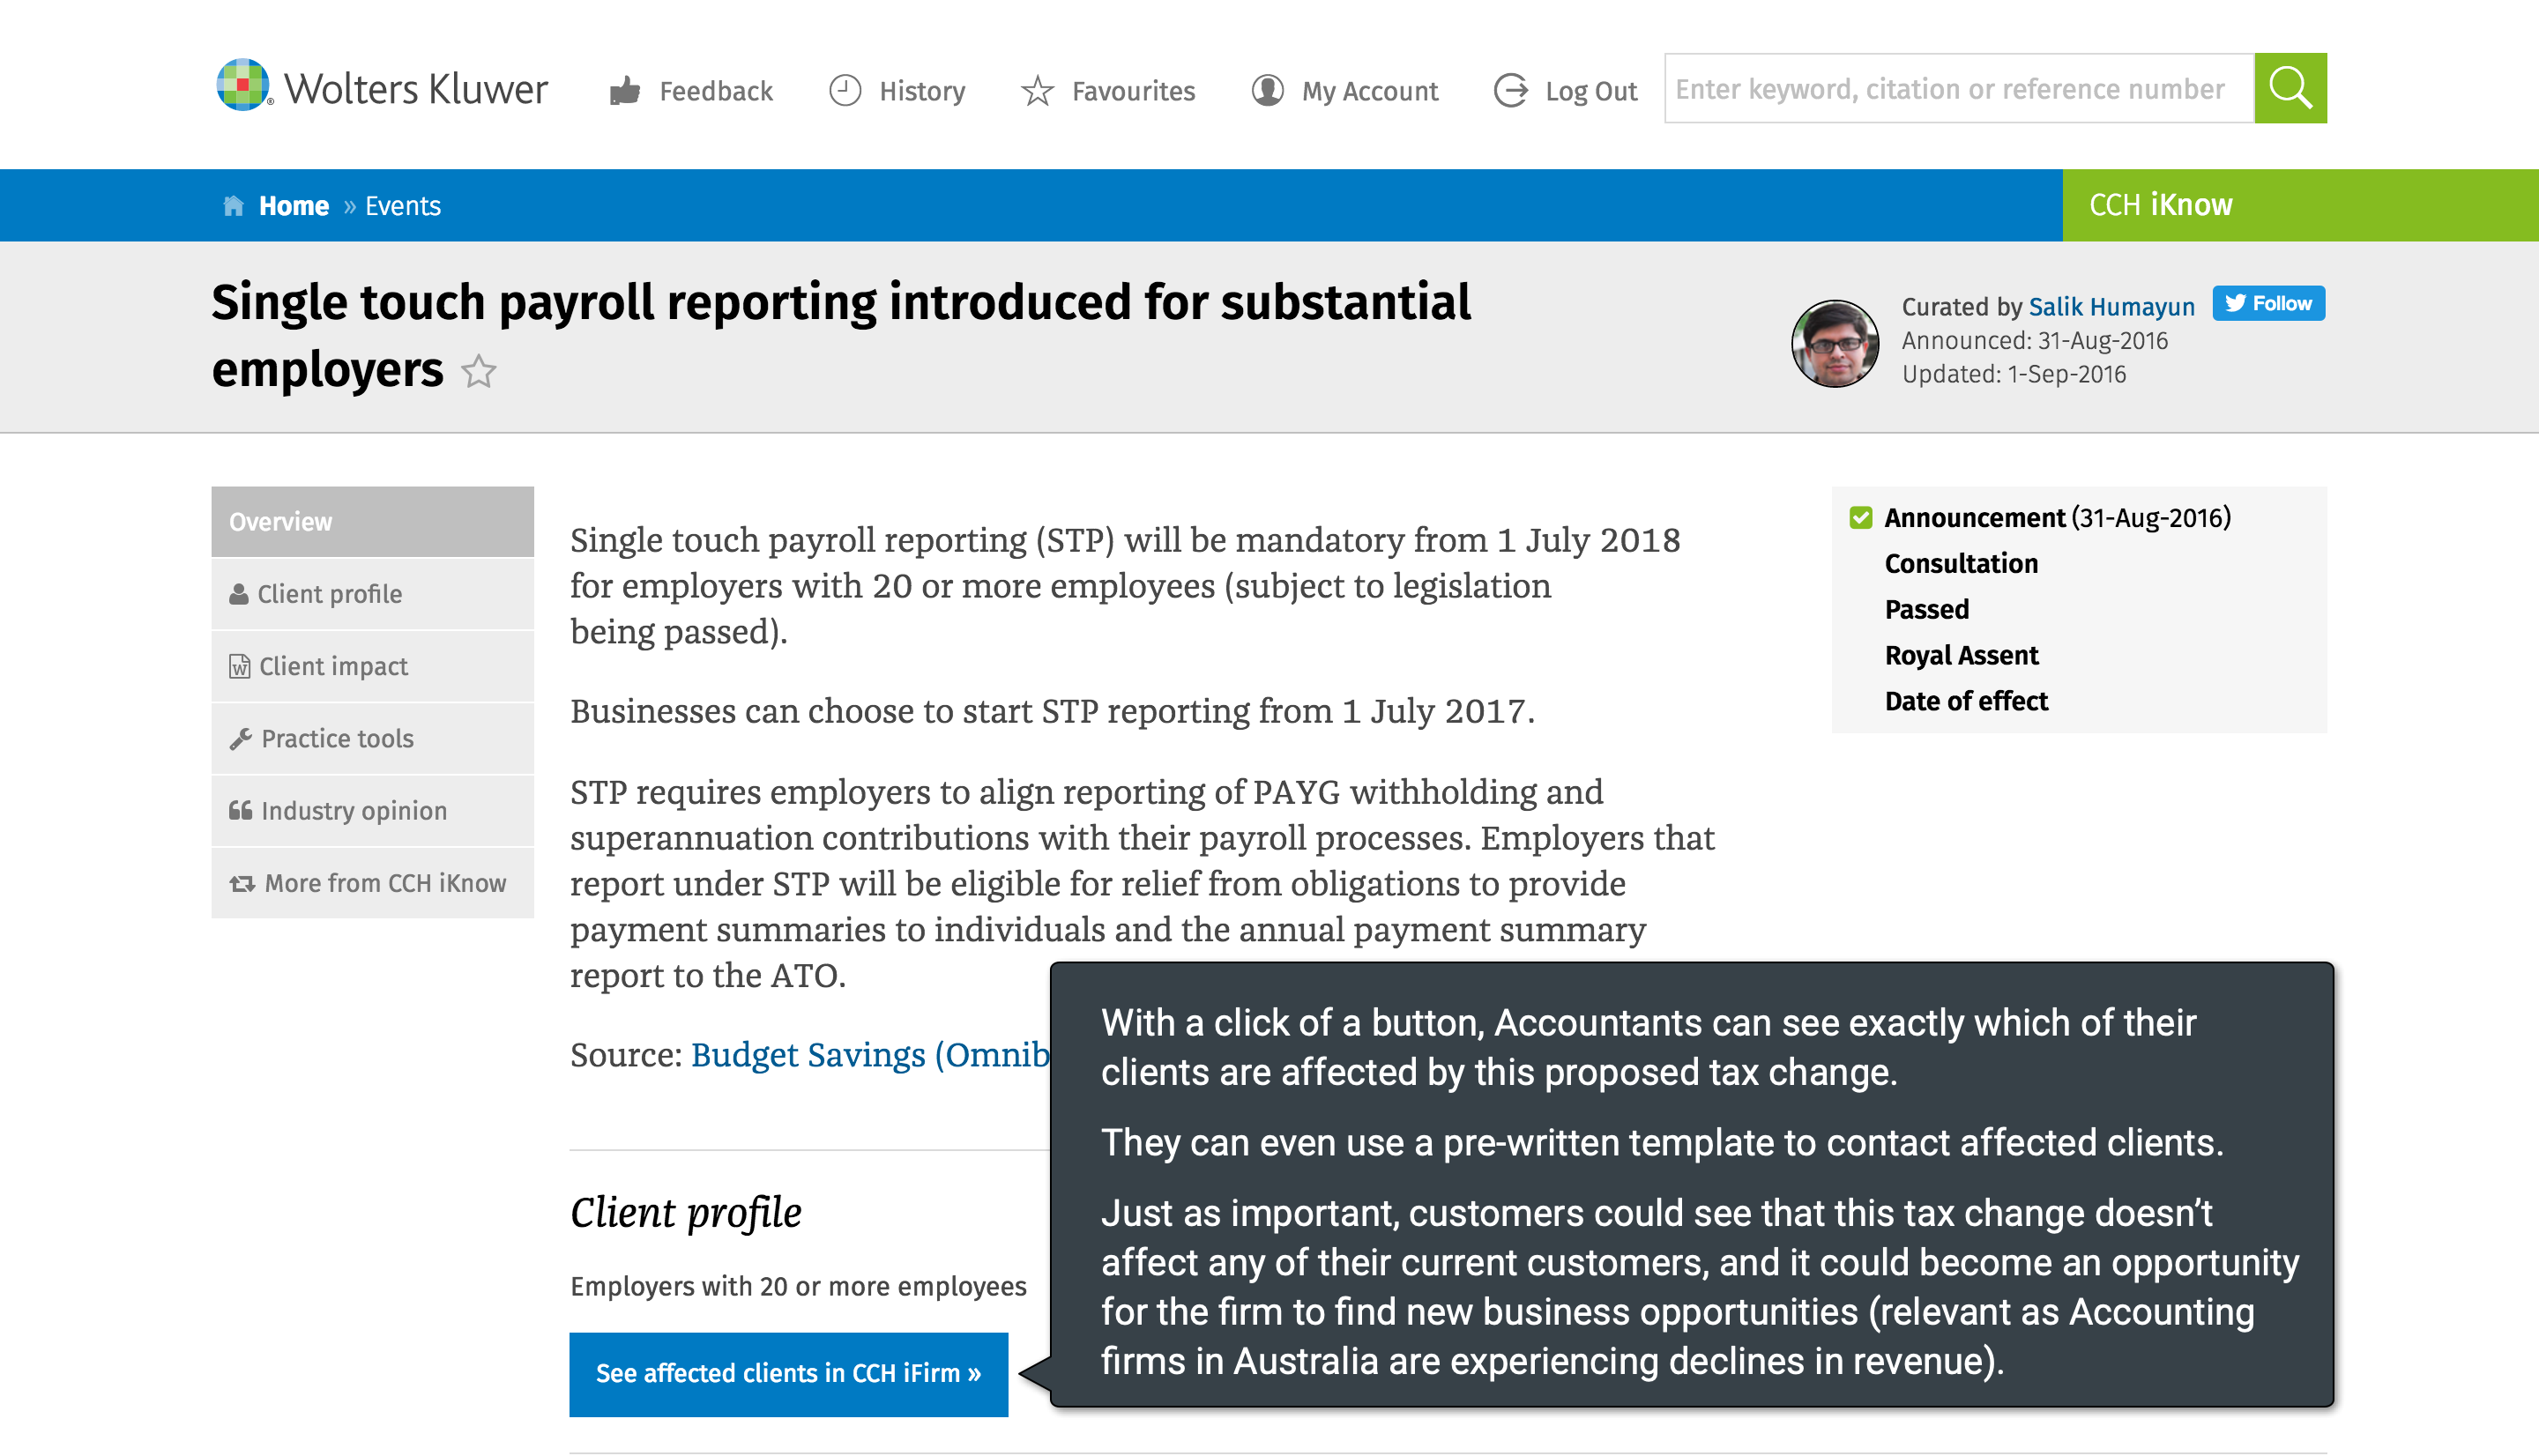 Wolters Kluwer
Feedback
History
Favourites
My Account
Log Out
Enter keyword, citation or reference number
Home » Events
CCH iKnow
Single touch payroll reporting introduced for substantial
employers
Curated by Salik Humayun
Follow
Announced: 31-Aug-2016
Updated: 1-Sep-2016
Overview
Client profile
Client impact
Practice tools
Industry opinion
More from CCH iKnow
Single touch payroll reporting (STP) will be mandatory from 1 July 2018
for employers with 20 or more employees (subject to legislation
being passed).
Businesses can choose to start STP reporting from 1 July 2017.
STP requires employers to align reporting of PAYG withholding and
superannuation contributions with their payroll processes. Employers that
report under STP will be eligible for relief from obligations to provide
payment summaries to individuals and the annual payment summary
report to the ATO.
Source: Budget Savings (Omnib
Announcement (31-Aug-2016)
Consultation
Passed
Royal Assent
Date of effect
Client profile
Employers with 20 or more employees
See affected clients in CCH iFirm »
With a click of a button, Accountants can see exactly which of their
clients are affected by this proposed tax change.
They can even use a pre-written template to contact affected clients.
Just as important, customers could see that this tax change doesn’t
affect any of their current customers, and it could become an opportunity
for the firm to find new business opportunities (relevant as Accounting
firms in Australia are experiencing declines in revenue).